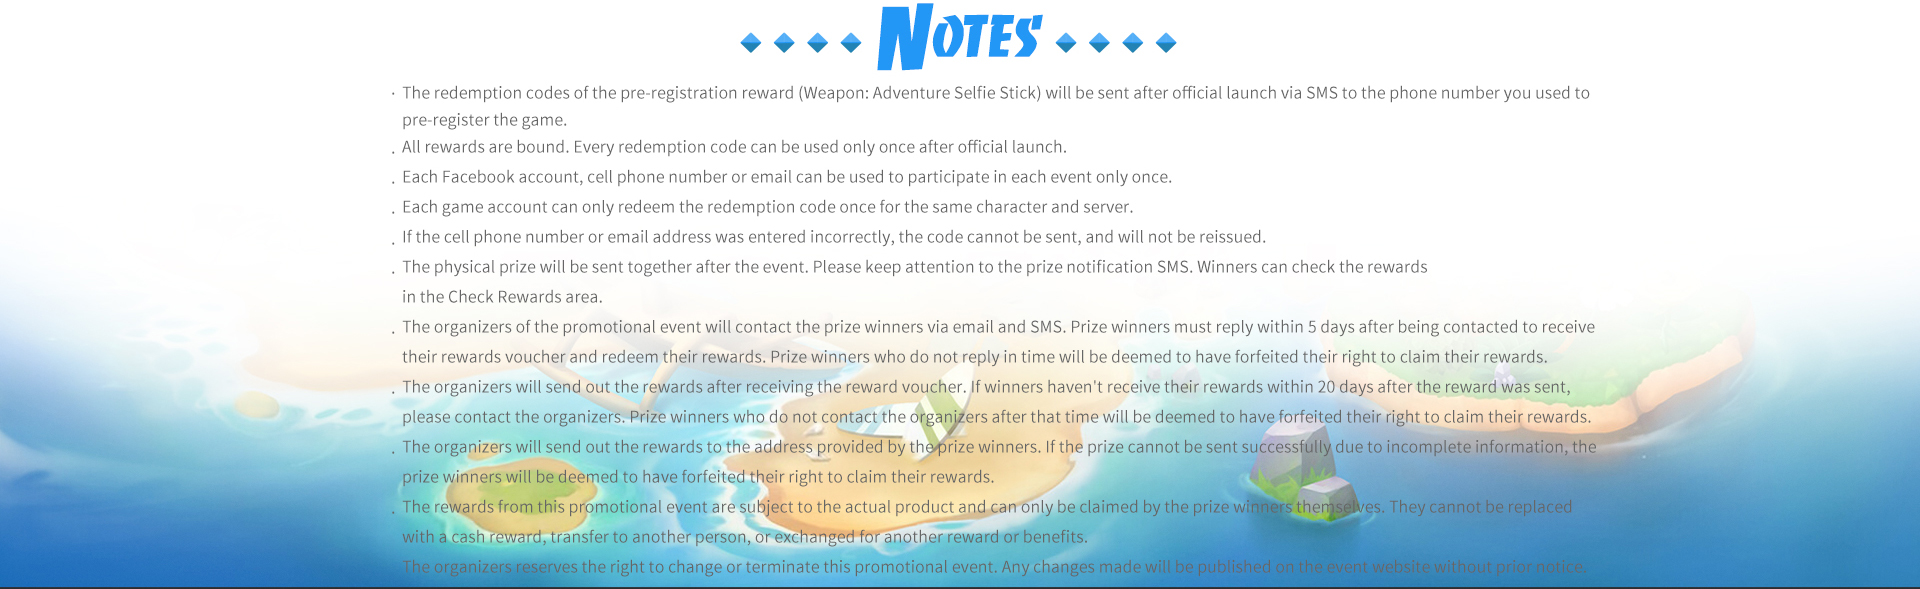 NOTES
· The redemption codes of the pre-registration reward (Weapon: Adventure Selfie Stick) will be sent after official launch via SMS to the phone number you used to
pre-register the game.
. All rewards are bound. Every redemption code can be used only once after official launch.
. Each Facebook account, cell phone number or email can be used to participate in each event only once.
. Each game account can only redeem the redemption code once for the same character and server.
. If the cell phone number or email address was entered incorrectly, the code cannot be sent, and will not be reissued.
. The physical prize will be sent together after the event. Please keep attention to the prize notification SMS. Winners can check the rewards
in the Check Rewards area.
. The organizers of the promotional event will contact the prize winners via email and SMS. Prize winners must reply within 5 days after being contacted to receive
their rewards voucher and redeem their rewards. Prize winners who do not reply in time will be deemed to have forfeited their right to claim their rewards.
. The organizers will send out the rewards after receiving the reward voucher. If winners haven't receive their rewards within 20 days after the reward was sent,
please contact the organizers. Prize winners who do not contact the organizers after that time will be deemed to have forfeited their right to claim their rewards.
. The organizers will send out the rewards to the address provided by the prize winners. If the prize cannot be sent successfully due to incomplete information, the
prize winners will be deemed to have forfeited their right to claim their rewards.
. The rewards from this promotional event are subject to the actual product and can only be claimed by the prize winners themselves. They cannot be replaced
with a cash reward, transfer to another person, or exchanged for another reward or benefits.
The organizers reserves the right to change or terminate this promotional event. Any changes made will be published on the event website without prior notice.